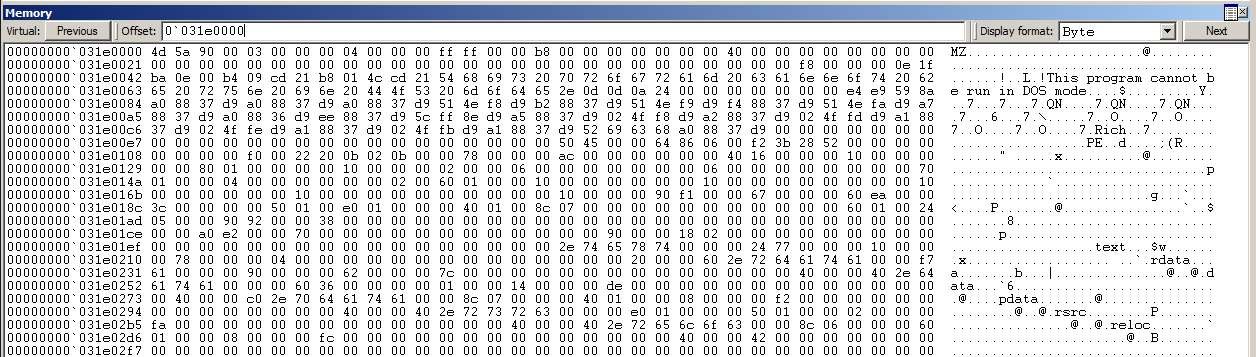 Memory
Virtual: Previous Offset: 0`031e0000 Display format: Byte Next
00000000`031e0000 4d 5a 90 00 03 00 00 00 04 00 00 00 ff ff 00 00 b8 00 00 00 00 00 00 00 40 00 00 00 00 00 00 00 00 MZ......................@........
00000000`031e0021 00 00 00 00 00 00 00 00 00 00 00 00 00 00 00 00 00 00 00 00 00 00 00 00 00 00 00 f8 00 00 00 0e 1f .................................
00000000`031e0042 ba 0e 00 b4 09 cd 21 b8 01 4c cd 21 54 68 69 73 20 70 72 6f 67 72 61 6d 20 63 61 6e 6e 6f 74 20 62 ......!..L.!This program cannot b
00000000`031e0063 65 20 72 75 6e 20 69 6e 20 44 4f 53 20 6d 6f 64 65 2e 0d 0d 0a 24 00 00 00 00 00 00 00 e4 e9 59 8a e run in DOS mode....$.........Y.
00000000`031e0084 a0 88 37 d9 a0 88 37 d9 a0 88 37 d9 51 4e f8 d9 b2 88 37 d9 51 4e f9 d9 f4 88 37 d9 51 4e fa d9 a7 ..7...7...7.QN....7.QN....7.QN...
00000000`031e00a5 88 37 d9 a0 88 36 d9 ee 88 37 d9 5c ff 8e d9 a5 88 37 d9 02 4f f8 d9 a2 88 37 d9 02 4f fd d9 a1 88 .7...6...7.\.....7..O....7..O....
00000000`031e00c6 37 d9 02 4f fe d9 a1 88 37 d9 02 4f fb d9 a1 88 37 d9 52 69 63 68 a0 88 37 d9 00 00 00 00 00 00 00 7..O....7..O....7.Rich..7........
00000000`031e00e7 00 00 00 00 00 00 00 00 00 00 00 00 00 00 00 00 00 50 45 00 00 64 86 06 00 f2 3b 28 52 00 00 00 00 .................PE..d....;(R....
00000000`031e0108 00 00 00 00 f0 00 22 20 0b 02 0b 00 00 78 00 00 00 ac 00 00 00 00 00 00 40 16 00 00 00 10 00 00 00 ......" .....x..........@........
00000000`031e0129 00 00 80 01 00 00 00 00 10 00 00 00 02 00 00 06 00 00 00 00 00 00 00 06 00 00 00 00 00 00 00 00 70 ................................p
00000000`031e014a 01 00 00 04 00 00 00 00 00 00 02 00 60 01 00 00 10 00 00 00 00 00 00 10 00 00 00 00 00 00 00 00 10 ............`....................
00000000`031e016b 00 00 00 00 00 00 10 00 00 00 00 00 00 00 00 00 00 10 00 00 00 90 f1 00 00 67 00 00 00 60 ea 00 00 .........................g...`...
00000000`031e018c 3c 00 00 00 00 50 01 00 e0 01 00 00 00 40 01 00 8c 07 00 00 00 00 00 00 00 00 00 00 00 60 01 00 24 <....P.......@...............`..$
00000000`031e01ad 05 00 00 90 92 00 00 38 00 00 00 00 00 00 00 00 00 00 00 00 00 00 00 00 00 00 00 00 00 00 00 00 00 .......8.........................
00000000`031e01ce 00 00 a0 e2 00 00 70 00 00 00 00 00 00 00 00 00 00 00 00 90 00 00 18 02 00 00 00 00 00 00 00 00 00 ......p..........................
00000000`031e01ef 00 00 00 00 00 00 00 00 00 00 00 00 00 00 00 00 00 2e 74 65 78 74 00 00 00 24 77 00 00 00 10 00 00 ..................text...$w......
00000000`031e0210 00 78 00 00 00 04 00 00 00 00 00 00 00 00 00 00 00 00 00 00 20 00 00 60 2e 72 64 61 74 61 00 00 f7 .x.................... .`.rdata...
00000000`031e0231 61 00 00 00 90 00 00 00 62 00 00 00 7c 00 00 00 00 00 00 00 00 00 00 00 00 00 00 40 00 00 40 2e 64 a.......b...|..............@..@.d
00000000`031e0252 61 74 61 00 00 00 60 36 00 00 00 00 01 00 00 14 00 00 00 de 00 00 00 00 00 00 00 00 00 00 00 00 00 ata...`6.........................
00000000`031e0273 00 40 00 00 c0 2e 70 64 61 74 61 00 00 8c 07 00 00 00 40 01 00 00 08 00 00 00 f2 00 00 00 00 00 00 .@....pdata.......@..............
00000000`031e0294 00 00 00 00 00 00 00 00 40 00 00 40 2e 72 73 72 63 00 00 00 e0 01 00 00 00 50 01 00 00 02 00 00 00 ........@..@.rsrc........P.......
00000000`031e02b5 fa 00 00 00 00 00 00 00 00 00 00 00 00 00 00 40 00 00 40 2e 72 65 6c 6f 63 00 00 8c 06 00 00 00 60 ...............@..@.reloc.......`
00000000`031e02d6 01 00 00 08 00 00 00 fc 00 00 00 00 00 00 00 00 00 00 00 00 00 00 40 00 00 42 00 00 00 00 00 00 00 ......................@..B.......
00000000`031e02f7 00 00 00 00 00 00 00 00 00 00 00 00 00 00 00 00 00 00 00 00 00 00 00 00 00 00 00 00 00 00 00 00 00 .................................